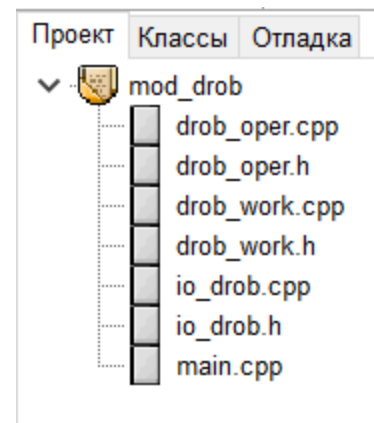 Проект Классы Отладка
mod_drob
drob_oper.cpp
drob_oper.h
drob_work.cpp
drob_work.h
io_drob.cpp
io_drob.h
main.cpp